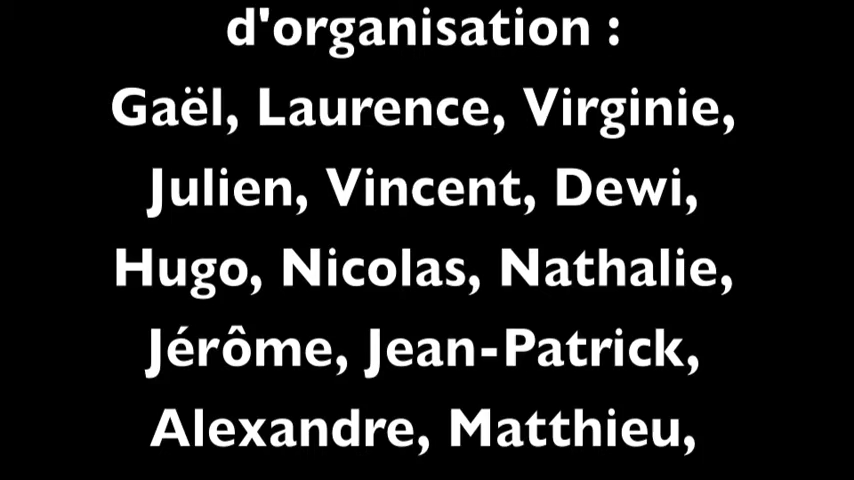 d'organisation :
Gaël, Laurence, Virginie,
Julien, Vincent, Dewi,
Hugo, Nicolas, Nathalie,
Jérôme, Jean-Patrick,
Alexandre, Matthieu,